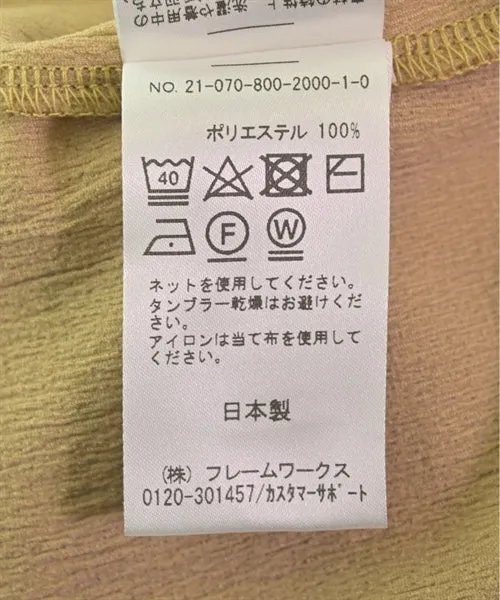 NO. 21-070-800-2000-1-0
ポリエステル 100%
40
F
W
ネットを使用してください。
タンブラー乾燥はお避けくだ
さい。
アイロンは当て布を使用して
ください。
日本製
(株) フレームワークス
0120-301457/カスタマーサポート